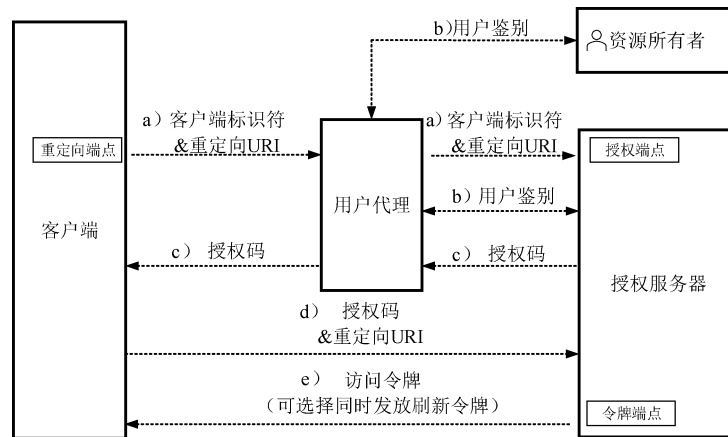 b)用户鉴别
资源所有者
a）客户端标识符
&重定向URI
a)客户端标识符
&重定向URI
重定向端点
授权端点
用户代理
b）用户鉴别
客户端
c） 授权码
c） 授权码
授权服务器
d） 授权码
&重定向URI
e） 访问令牌
（可选择同时发放刷新令牌）
令牌端点